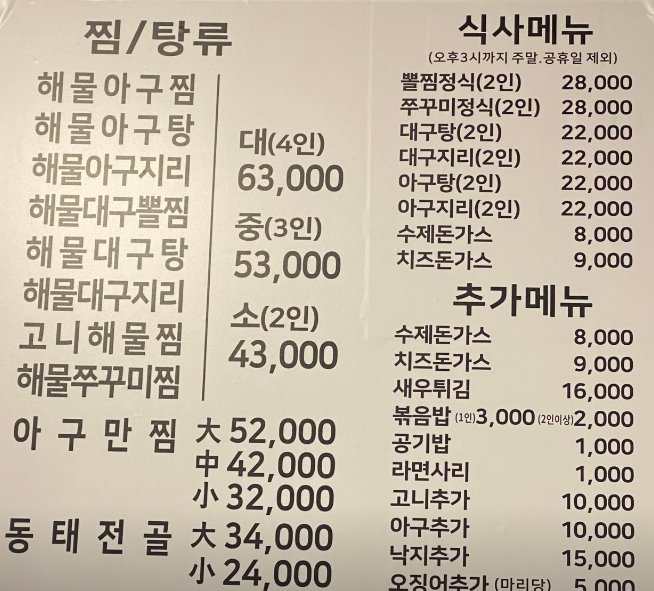 찜/탕류
해물아구찜
해물아구탕
해물아구지리
해물대구뽈찜
해물대구탕
해물대구지리
고니해물찜
해물쭈꾸미찜
대(4인)
63,000
중(3인)
53,000
소(2인)
43,000
아구만찜 大 52,000
中 42,000
小 32,000
동태전골 大 34,000
小 24,000
식사메뉴
(오후3시까지 주말.공휴일 제외)
뽈찜정식(2인) 28,000
쭈꾸미정식(2인) 28,000
대구탕(2인) 22,000
대구지리(2인) 22,000
아구탕(2인) 22,000
아구지리(2인) 22,000
수제돈가스 8,000
치즈돈가스 9,000
추가메뉴
수제돈가스 8,000
치즈돈가스 9,000
새우튀김 16,000
볶음밥 (1인)3,000 (2인이상)2,000
공기밥 1,000
라면사리 1,000
고니추가 10,000
아구추가 10,000
낙지추가 15,000
오징어추가 (마리당) 5,000